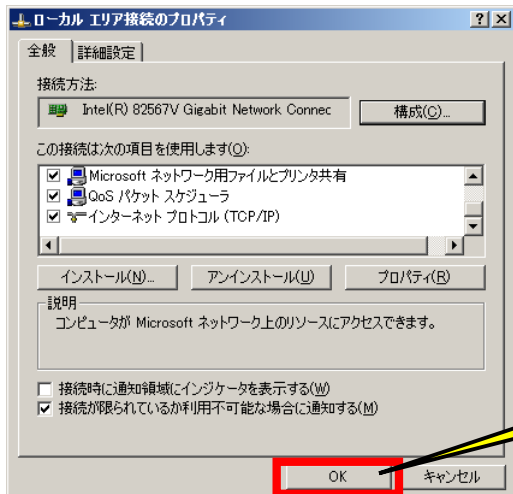 ローカル エリア接続のプロパティ
全般 詳細設定
接続方法:
Intel(R) 82567V Gigabit Network Connec 構成(C)...
この接続は次の項目を使用します(O):
Microsoft ネットワーク用ファイルとプリンタ共有
QoS パケット スケジューラ
インターネット プロトコル (TCP/IP)
インストール(N)... アンインストール(U) プロパティ(R)
説明
コンピュータが Microsoft ネットワーク上のリソースにアクセスできます。
接続時に通知領域にインジケータを表示する(W)
接続が限られているか利用不可能な場合に通知する(M)
OK キャンセル